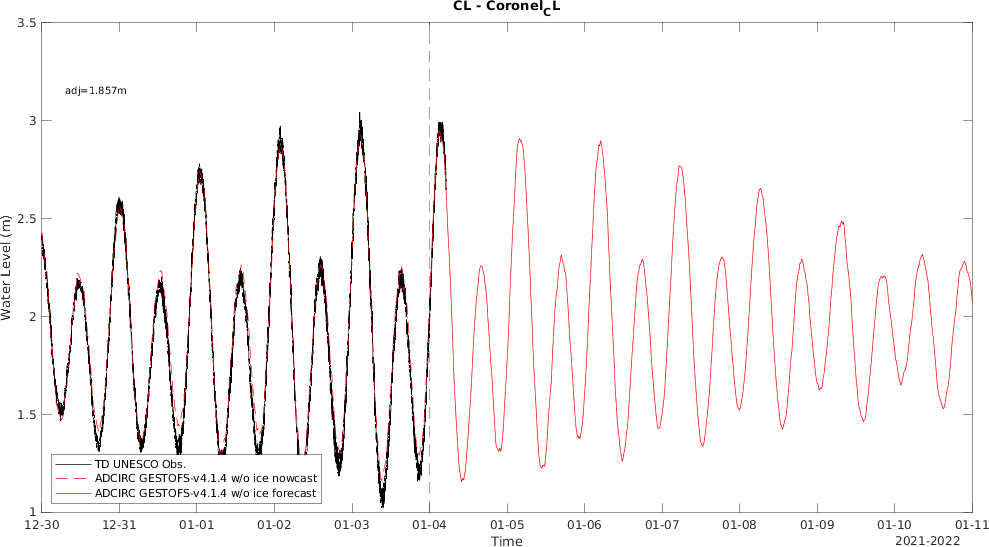 CL - Coronel_CL
3.5
adj=1.857m
3
2.5
2
1.5
1
Water Level (m)
TD UNESCO Obs.
ADCIRC GESTOFS-v4.1.4 w/o ice nowcast
ADCIRC GESTOFS-v4.1.4 w/o ice forecast
12-30 12-31 01-01 01-02 01-03 01-04 01-05 01-06 01-07 01-08 01-09 01-10 01-11
Time
2021-2022